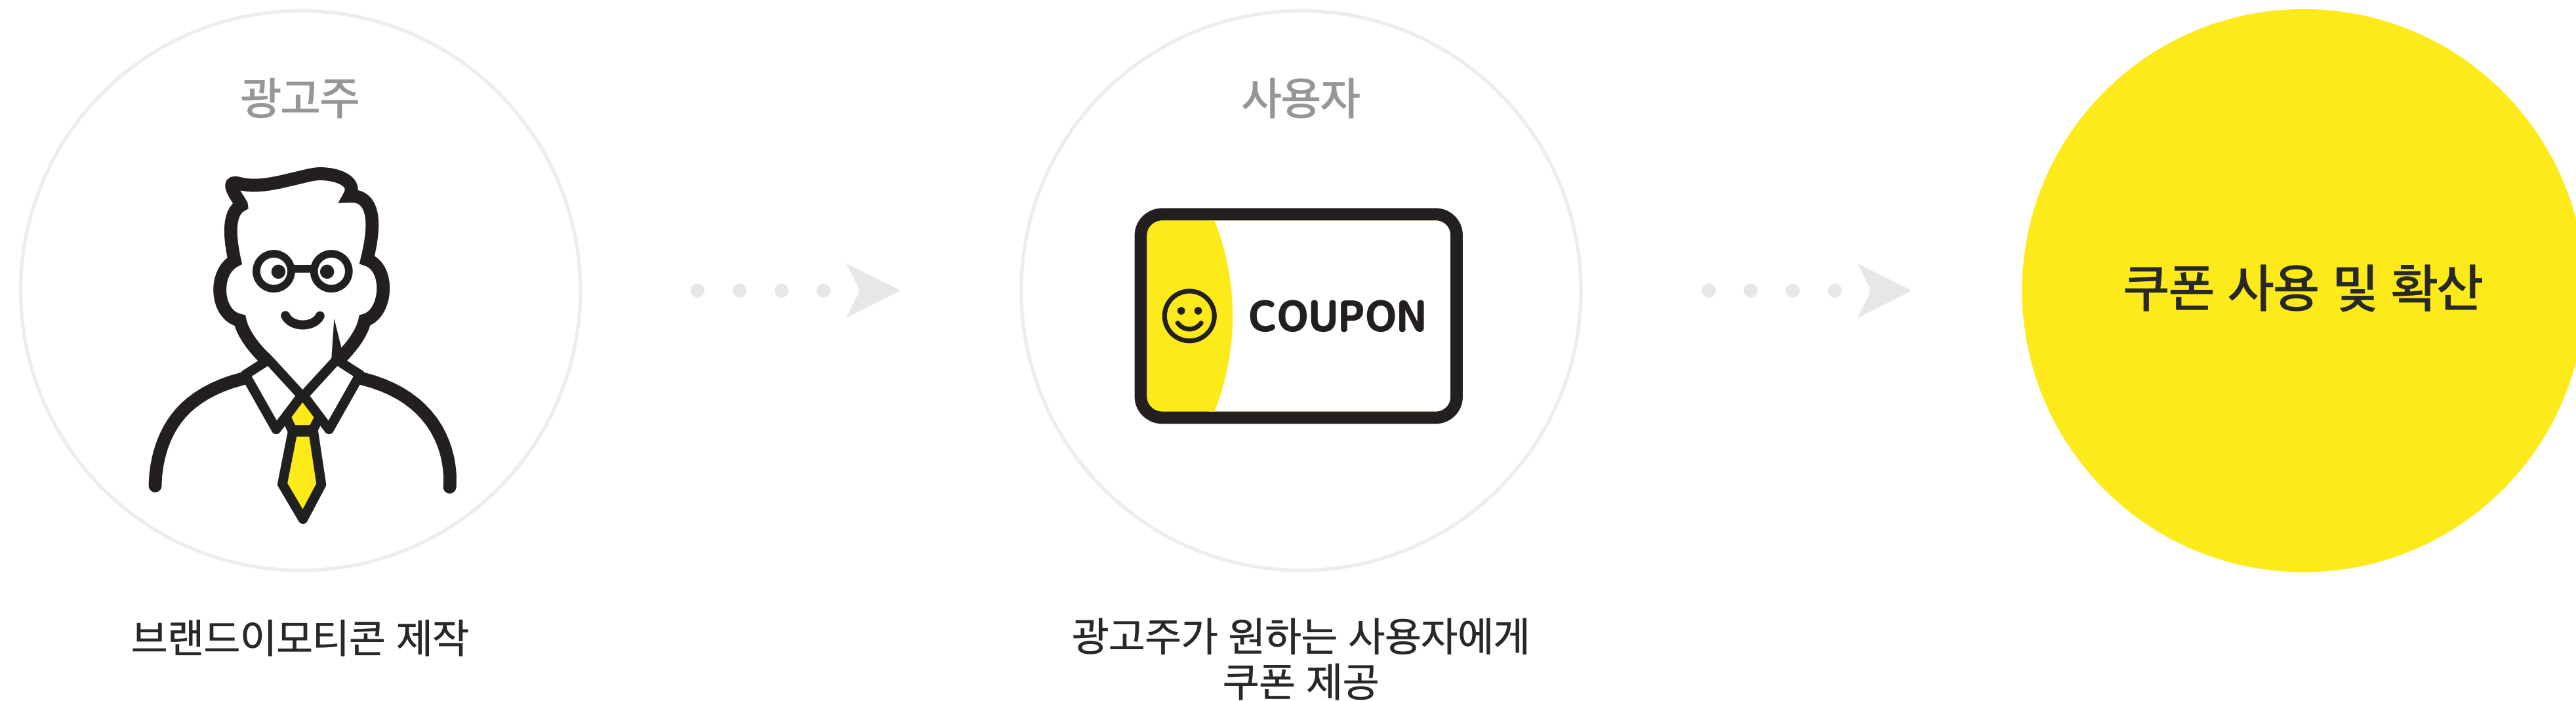 광고주
브랜드이모티콘 제작
사용자
COUPON
광고주가 원하는 사용자에게
쿠폰 제공
쿠폰 사용 및 확산